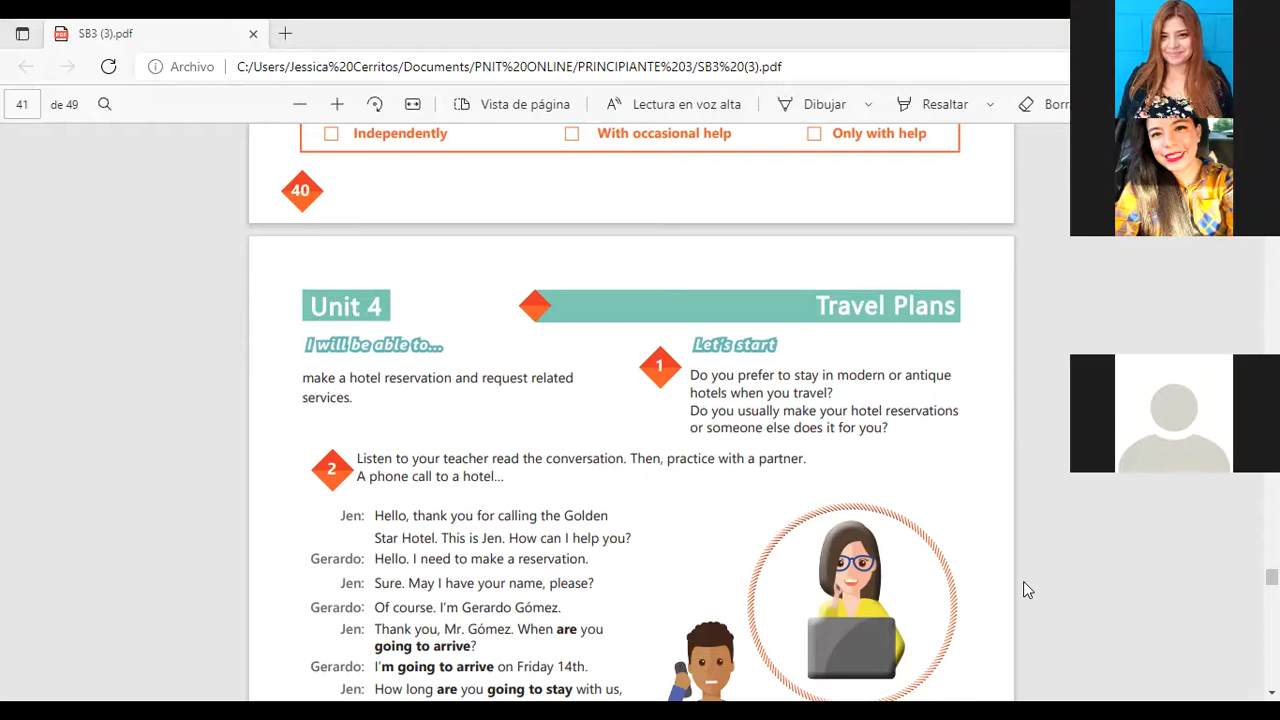 SB3 (3).pdf
Archivo C:/Users/Jessica%20Cerritos/Documents/PNIT%20ONLINE/PRINCIPIANTE%203/SB3%20(3).pdf
41 de 49 Vista de página Lectura en voz alta Dibujar Resaltar Borr
Independently With occasional help Only with help
40
Unit 4 Travel Plans
I will be able to...
make a hotel reservation and request related
services.
1 Let's start
Do you prefer to stay in modern or antique
hotels when you travel?
Do you usually make your hotel reservations
or someone else does it for you?
2 Listen to your teacher read the conversation. Then, practice with a partner.
A phone call to a hotel...
Jen: Hello, thank you for calling the Golden
Star Hotel. This is Jen. How can I help you?
Gerardo: Hello. I need to make a reservation.
Jen: Sure. May I have your name, please?
Gerardo: Of course. I'm Gerardo Gómez.
Jen: Thank you, Mr. Gómez. When are you
going to arrive?
Gerardo: I'm going to arrive on Friday 14th.
Jen: How long are you going to stay with us,